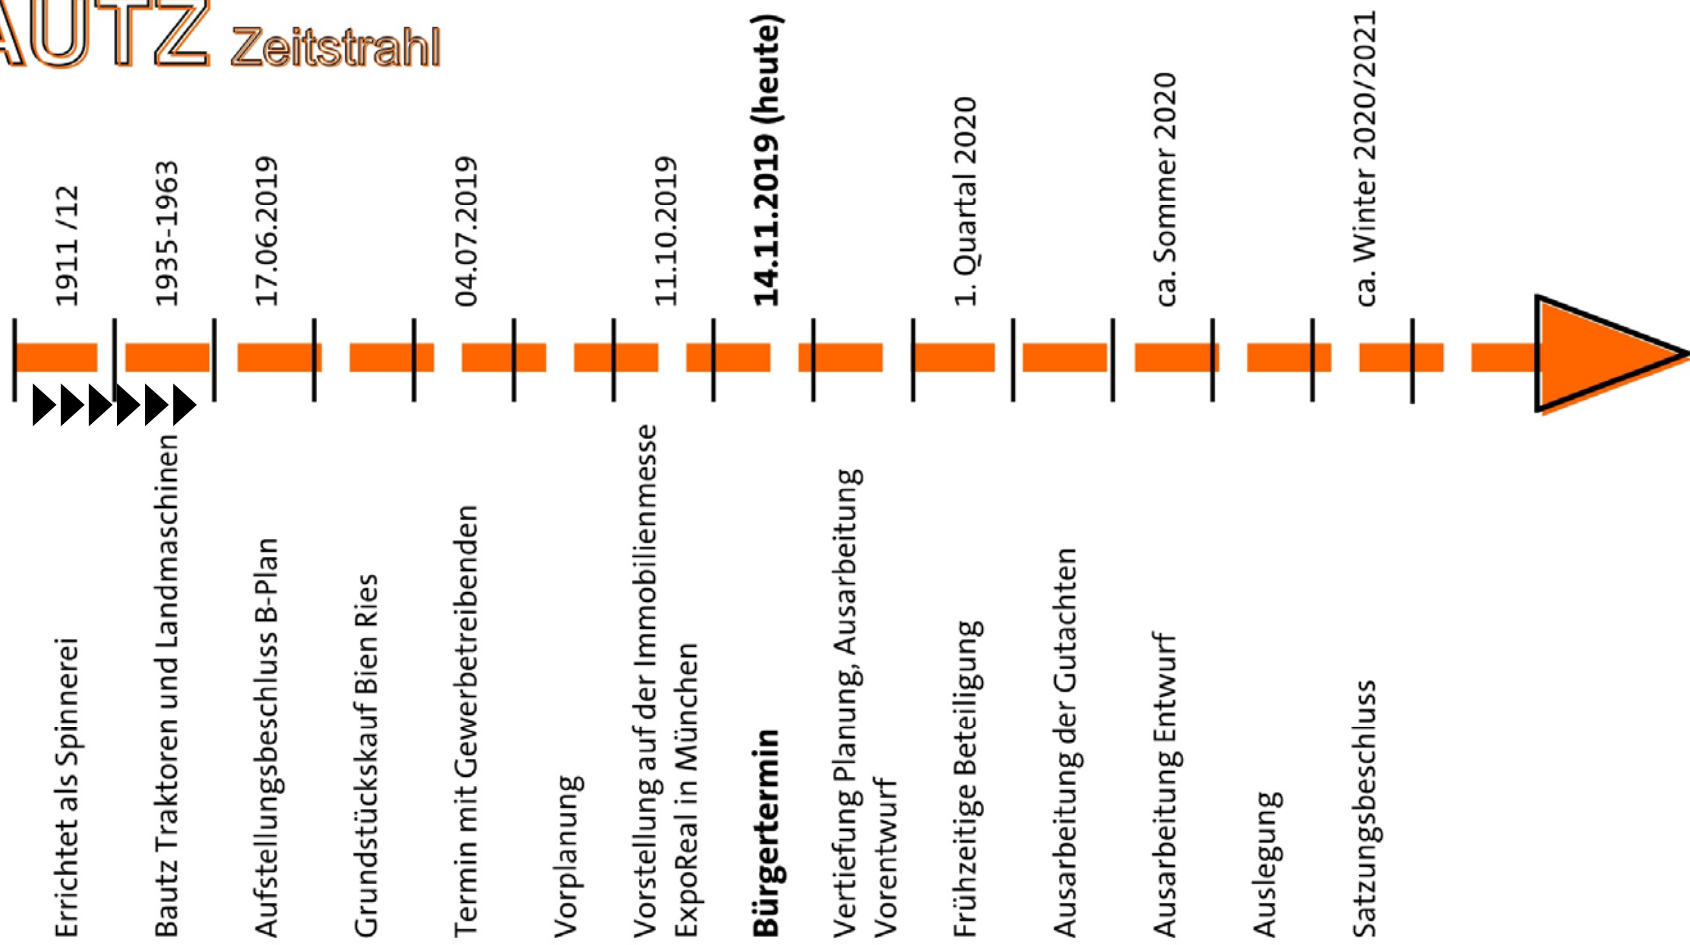 AUTZ Zeitstrahl
1911 /12
1935-1963
17.06.2019
04.07.2019
11.10.2019
14.11.2019 (heute)
1. Quartal 2020
ca. Sommer 2020
ca. Winter 2020/2021
Errichtet als Spinnerei
Bautz Traktoren und Landmaschinen
Aufstellungsbeschluss B-Plan
Grundstückskauf Bien Ries
Termin mit Gewerbetreibenden
Vorplanung
Vorstellung auf der Immobilienmesse
ExpoReal in München
Bürgertermin
Vertiefung Planung, Ausarbeitung
Vorentwurf
Frühzeitige Beteiligung
Ausarbeitung der Gutachten
Ausarbeitung Entwurf
Auslegung
Satzungsbeschluss